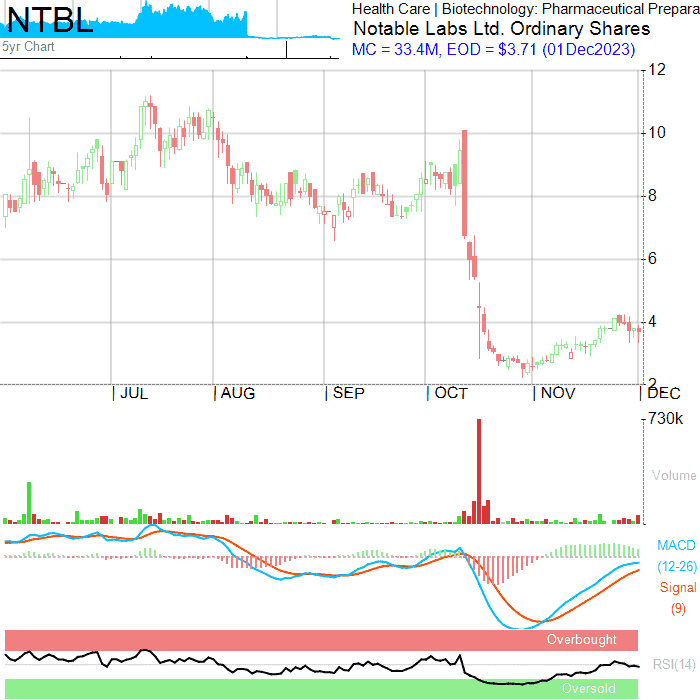 NTBL
5yr Chart
Health Care | Biotechnology: Pharmaceutical Prepara
Notable Labs Ltd. Ordinary Shares
MC = 33.4M, EOD = $3.71 (01Dec2023)
12
10
8
6
4
2
JUL AUG SEP OCT NOV DEC
730k
Volume
MACD
(12-26)
Signal
(9)
Overbought
RSI(14)
Oversold